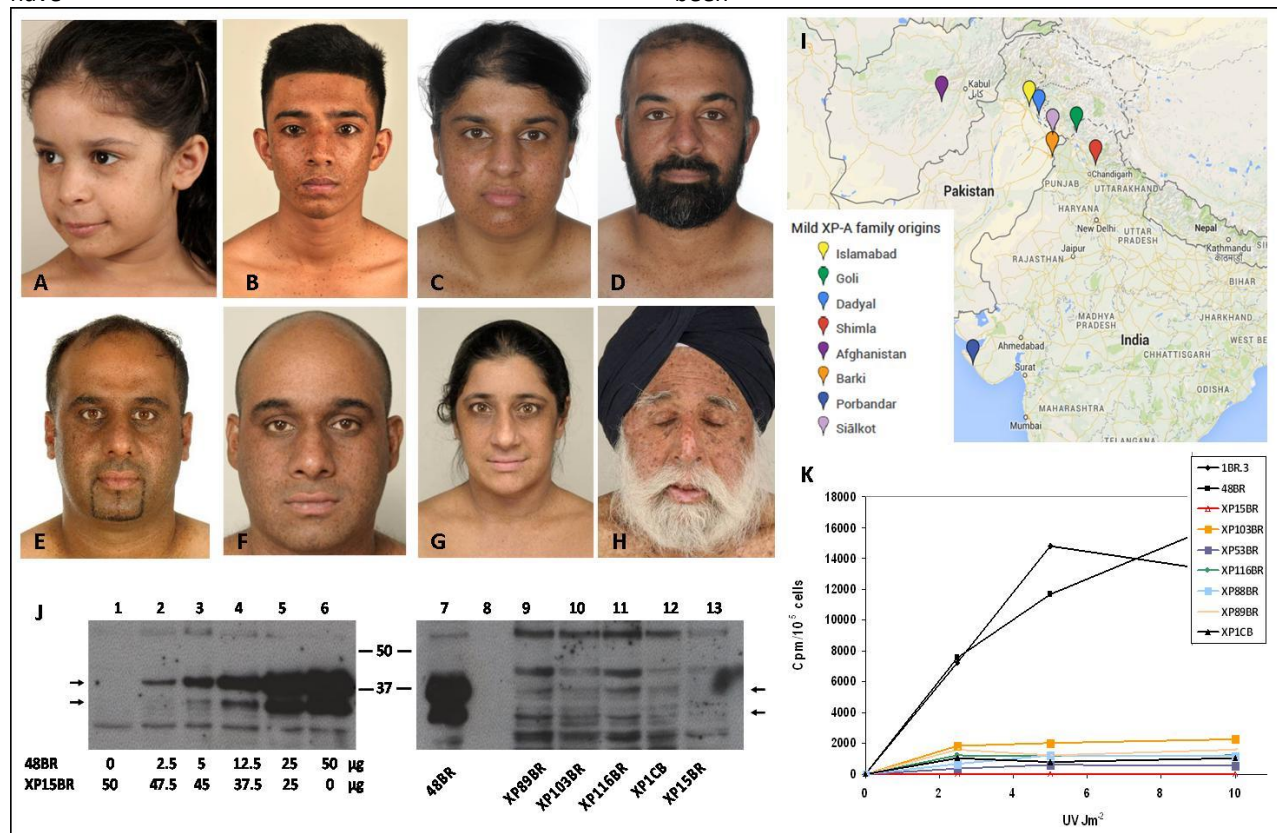 have been
A
B
C
D
E
F
G
H
I
Kabul
کابل
Pakistan
Chandigarh
PUNJAB
UTTARAKHAND
HARYANA
New Delhi
UTTAR
PRADESH
Nepal
Kathmandu
Jaipur
RAJASTHAN
BIHAR
MADHYA
PRADESH
JHARKHAND
Ahmedabad
India
WEST BE
Surat
CHHATTISGARH
ODISHA
MAHARASHTRA
Mumbai
TELANGANA
Mild XP-A family origins
Islamabad
Goli
Dadyal
Shimla
Afghanistan
Barki
Porbandar
Siālkot
J
1 2 3 4 5 6 7 8 9 10 11 12 13
50
37
48BR 0 2.5 5 12.5 25 50 µg
XP15BR 50 47.5 45 37.5 25 0 µg
48BR
XP89BR
XP103BR
XP116BR
XP1CB
XP15BR
K
Cpm/10⁵ cells
18000
16000
14000
12000
10000
8000
6000
4000
2000
0
0 2 4 6 8 10
UV Jm⁻²
1BR.3
48BR
XP15BR
XP103BR
XP53BR
XP116BR
XP88BR
XP89BR
XP1CB